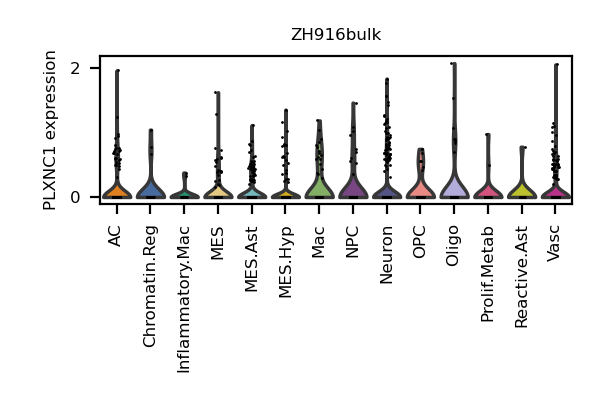 ZH916bulk
PLXNC1 expression
2
0
AC
Chromatin.Reg
Inflammatory.Mac
MES
MES.Ast
MES.Hyp
Mac
NPC
Neuron
OPC
Oligo
Prolif.Metab
Reactive.Ast
Vasc